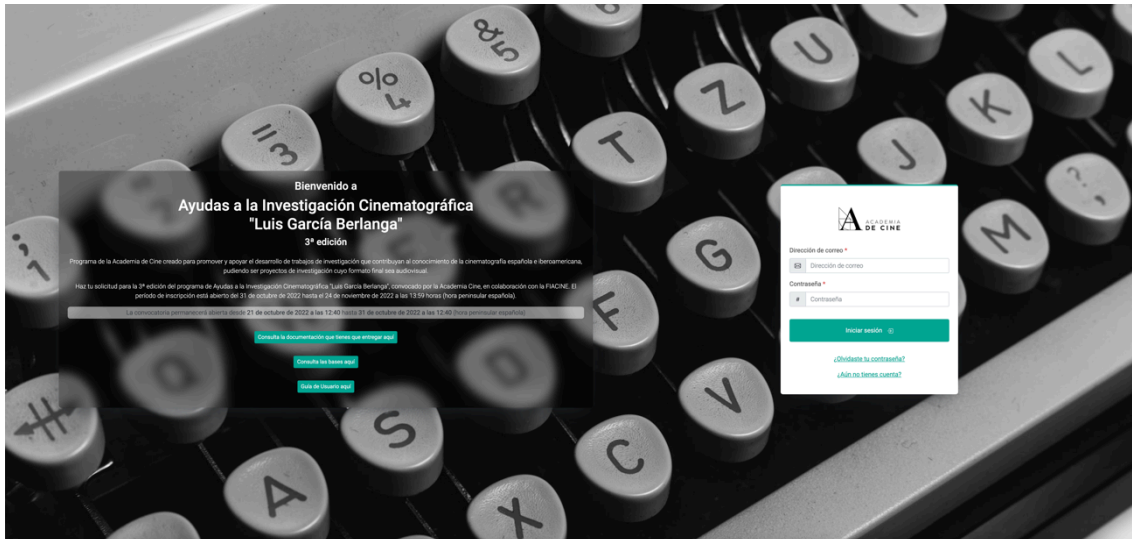 Bienvenido a
Ayudas a la Investigación Cinematográfica
"Luis García Berlanga"
3ª edición
Programa de la Academia de Cine creado para promover y apoyar el desarrollo de trabajos de investigación que contribuyan al conocimiento de la cinematografía española e iberoamericana,
pudiendo ser proyectos de investigación cuyo formato final sea audiovisual.
Haz tu solicitud para la 3ª edición del programa de Ayudas a la Investigación Cinematográfica "Luis García Berlanga", convocado por la Academia Cine, en colaboración con la FIACINE. El
período de inscripción está abierto del 31 de octubre de 2022 hasta el 24 de noviembre de 2022 a las 13:59 horas (hora peninsular española).
La convocatoria permanecerá abierta desde 21 de octubre de 2022 a las 12:40 hasta 31 de octubre de 2022 a las 12:40 (hora peninsular española)
Consulta la documentación que tienes que entregar aquí
Consulta las bases aquí
Guía de Usuario aquí
ACADEMIA
DE CINE
Dirección de correo *
Dirección de correo
Contraseña *
# Contraseña
Iniciar sesión
¿Olvidaste tu contraseña?
¿Aún no tienes cuenta?
& 5
% 4
= 3
; 1
? ,
T Z U
J K L
G M
F
D
A S
X C V
R